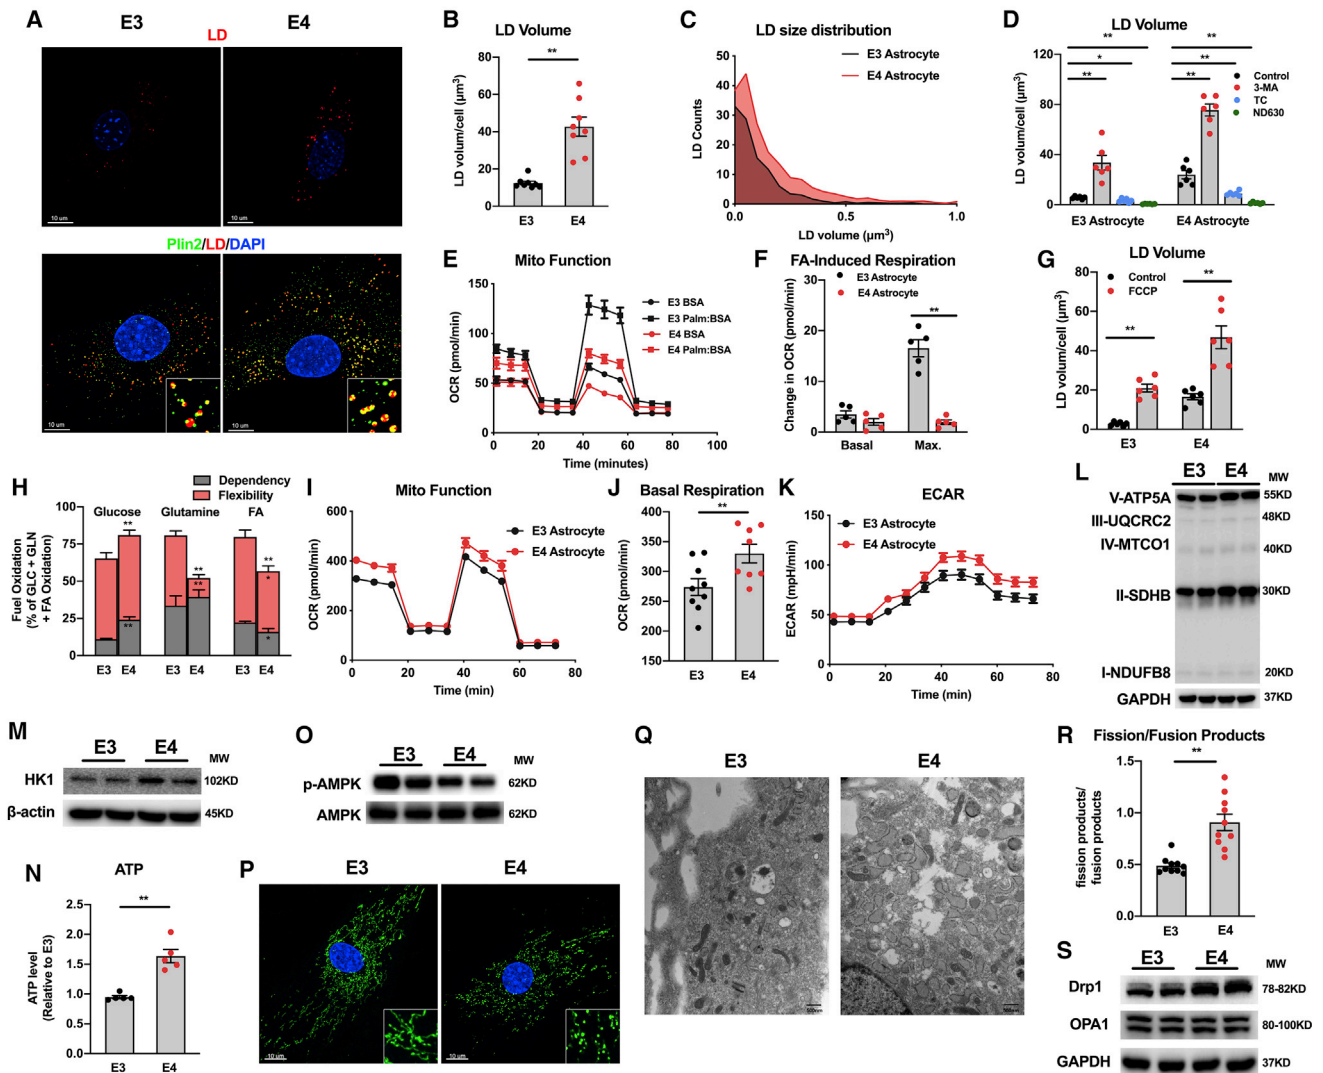 A
E3
E4
LD
10 um
10 um
Plin2/LD/DAPI
10 um
10 um
B
LD Volume
LD volum/cell (µm³)
80
60
40
20
0
**
E3
E4
C
LD size distribution
E3 Astrocyte
E4 Astrocyte
LD Counts
50
40
30
20
10
0
0.0
0.5
1.0
LD volume (µm³)
D
LD Volume
LD volum/cell (µm³)
120
80
40
0
**
*
**
**
**
**
Control
3-MA
TC
ND630
E3 Astrocyte
E4 Astrocyte
E
Mito Function
OCR (pmol/min)
150
100
50
0
0
20
40
60
80
100
Time (minutes)
E3 BSA
E3 Palm:BSA
E4 BSA
E4 Palm:BSA
F
FA-Induced Respiration
E3 Astrocyte
E4 Astrocyte
Change in OCR (pmol/min)
30
20
10
0
**
Basal
Max.
G
LD Volume
Control
FCCP
LD volum/cell (µm³)
80
60
40
20
0
**
**
E3
E4
H
Dependency
Flexibility
Fuel Oxidation
(% of GLC + GLN
+ FA Oxidation)
100
75
50
25
0
Glucose
Glutamine
FA
**
**
**
**
**
*
*
E3
E4
E3
E4
E3
E4
I
Mito Function
OCR (pmol/min)
600
400
200
0
0
20
40
60
80
Time (min)
E3 Astrocyte
E4 Astrocyte
J
Basal Respiration
OCR (pmol/min)
400
350
300
250
200
150
**
E3
E4
K
ECAR
E3 Astrocyte
E4 Astrocyte
ECAR (mpH/min)
150
100
50
0
0
20
40
60
80
Time (min)
L
E3
E4
MW
V-ATP5A
55KD
III-UQCRC2
48KD
IV-MTCO1
40KD
II-SDHB
30KD
I-NDUFB8
20KD
GAPDH
37KD
M
E3
E4
MW
HK1
102KD
β-actin
45KD
N
ATP
ATP level
(Relative to E3)
2.5
2.0
1.5
1.0
0.5
0.0
**
E3
E4
O
E3
E4
MW
p-AMPK
62KD
AMPK
62KD
P
E3
E4
10 um
10 um
Q
E3
E4
500nm
R
Fission/Fusion Products
fission products/
fusion products
1.5
1.0
0.5
0.0
**
E3
E4
S
E3
E4
MW
Drp1
78-82KD
OPA1
80-100KD
GAPDH
37KD